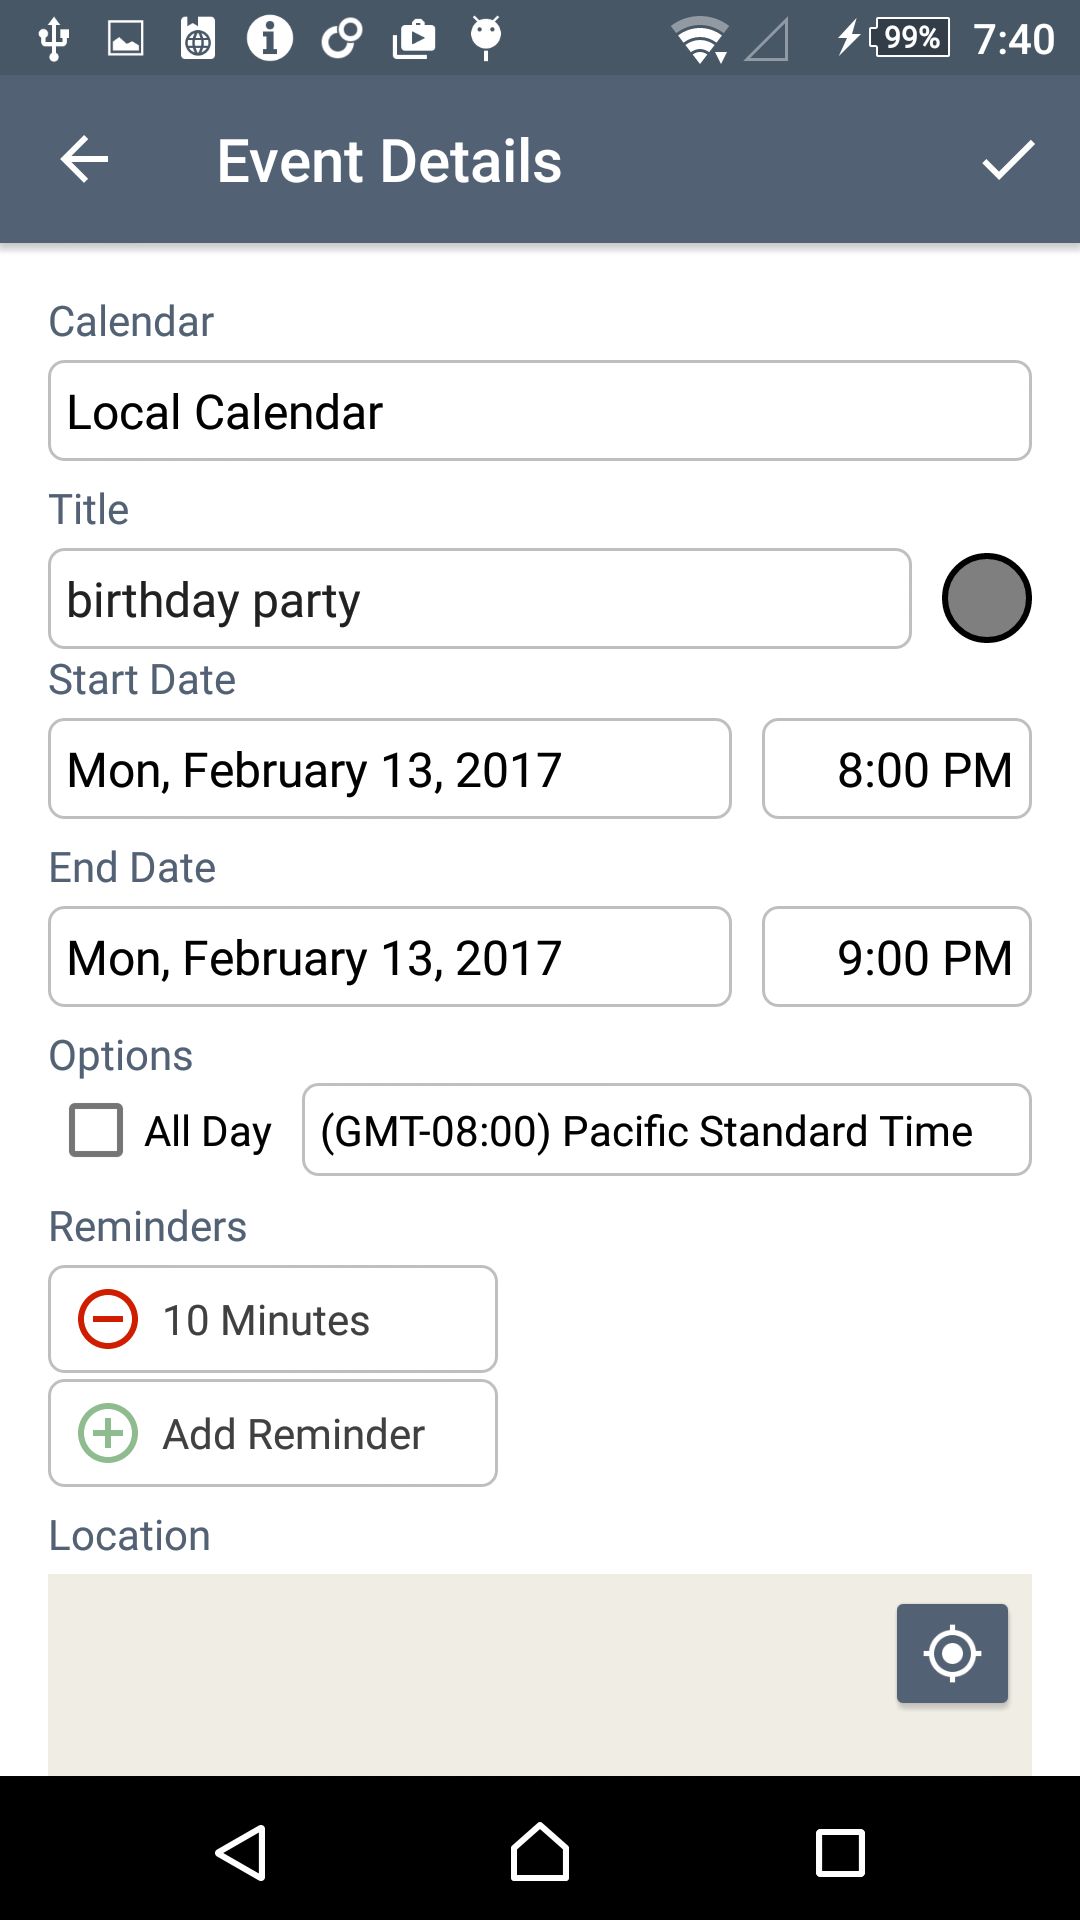 99% 7:40
Event Details
Calendar
Local Calendar
Title
birthday party
Start Date
Mon, February 13, 2017 8:00 PM
End Date
Mon, February 13, 2017 9:00 PM
Options
All Day (GMT-08:00) Pacific Standard Time
Reminders
10 Minutes
Add Reminder
Location